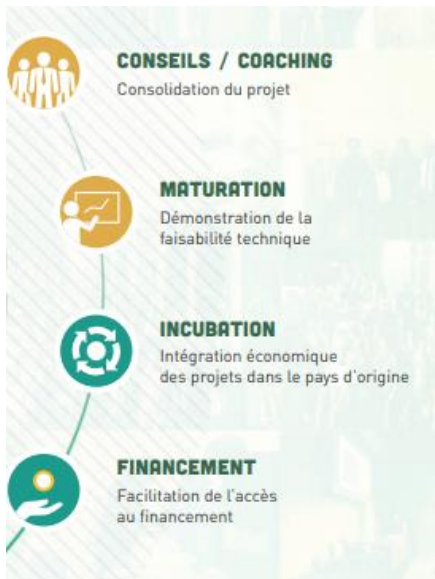 CONSEILS / COACHING
Consolidation du projet
MATURATION
Démonstration de la
faisabilité technique
INCUBATION
Intégration économique
des projets dans le pays d'origine
FINANCEMENT
Facilitation de l'accès
au financement